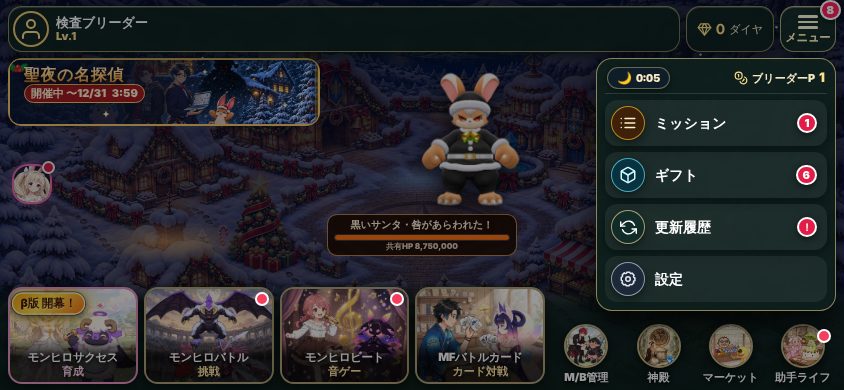 検査ブリーダー
Lv.1
0 ダイヤ
8
メニュー
聖夜の名探偵
開催中 〜12/31 3:59
0:05
ブリーダーP 1
ミッション
1
ギフト
6
更新履歴
!
設定
黒いサンタ・咎があらわれた！
共有HP 8,750,000
β版 開幕！
モンヒロサクセス
育成
モンヒロバトル
挑戦
モンヒロビート
音ゲー
MFバトルカード
カード対戦
M/B管理
神殿
マーケット
助手ライフ